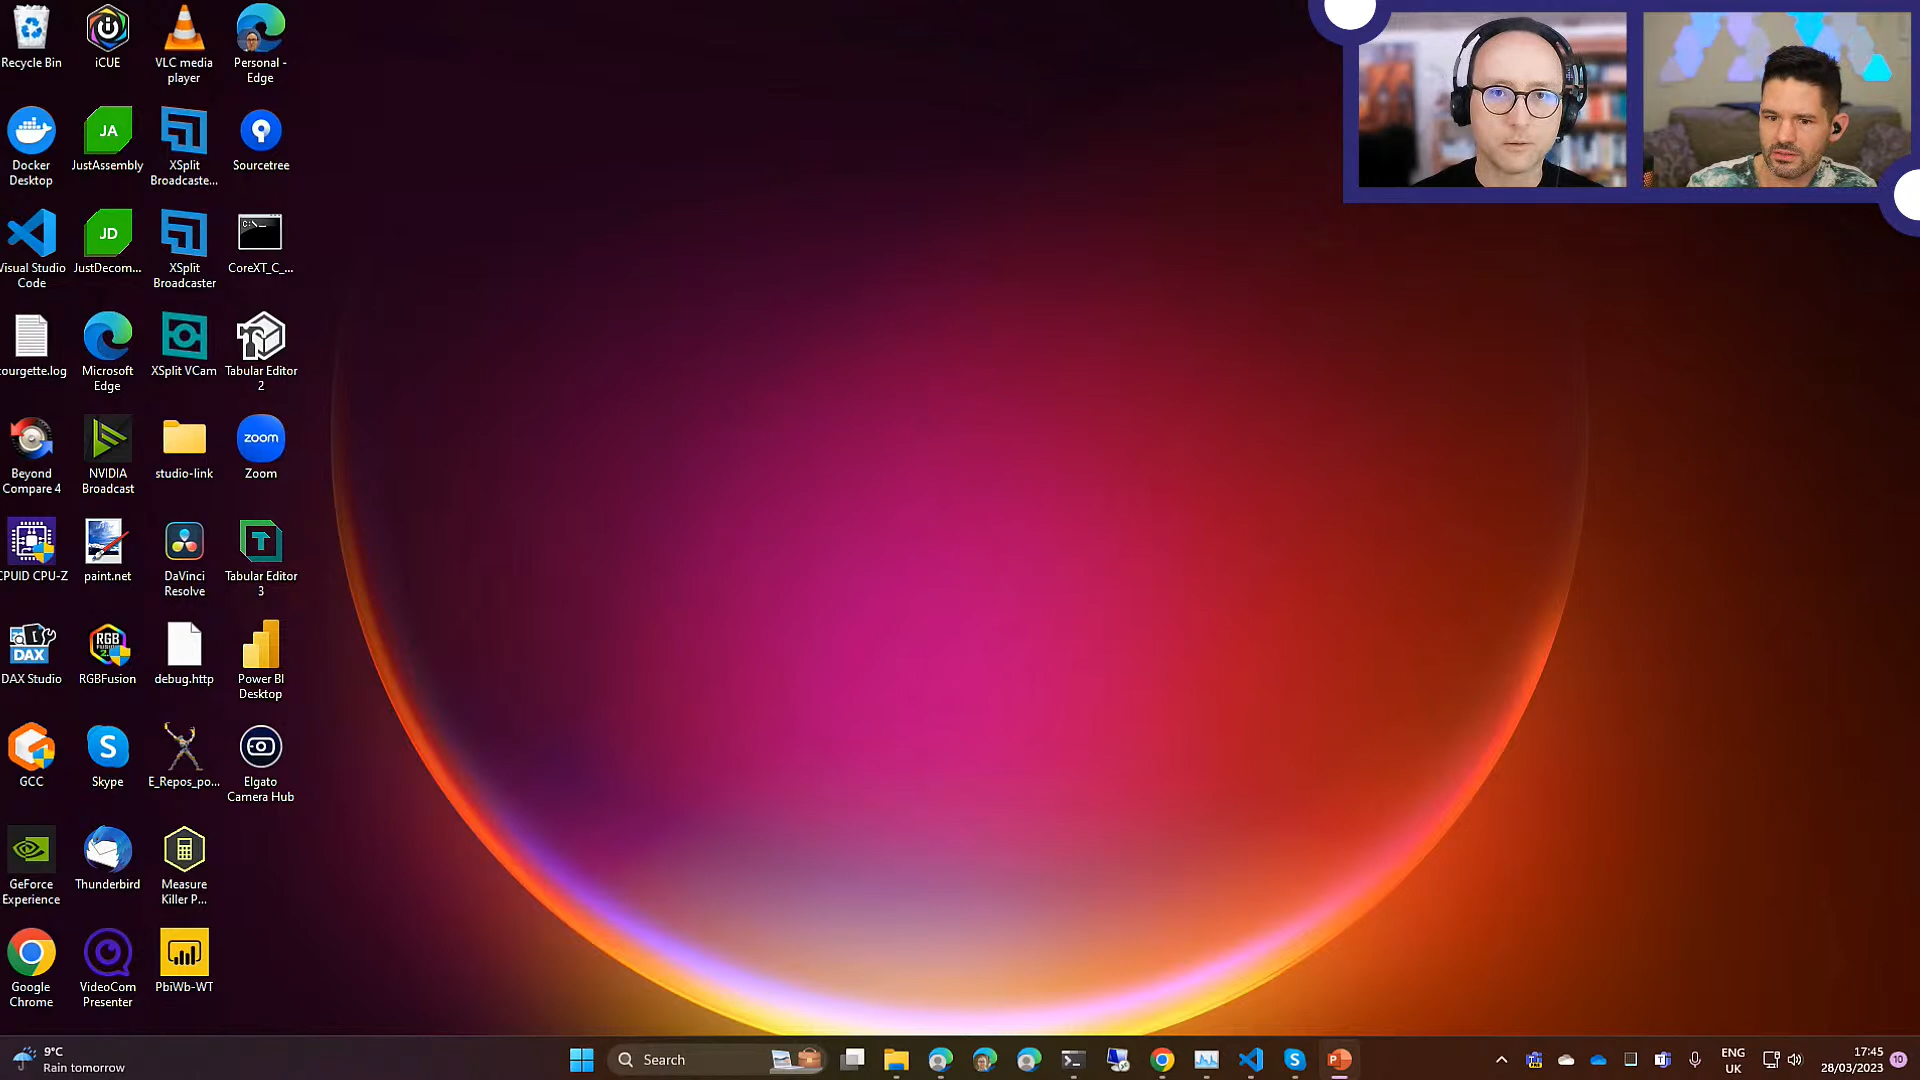 Recycle Bin
iCUE
VLC media
player
Personal -
Edge
Docker
Desktop
JA
JustAssembly
XSplit
Broadcaste...
Sourcetree
Visual Studio
Code
JD
JustDecom...
XSplit
Broadcaster
C:\>_
CoreXT_C_...
ourgette.log
Microsoft
Edge
XSplit VCam
Tabular Editor
2
Beyond
Compare 4
NVIDIA
Broadcast
studio-link
zoom
Zoom
CPUID CPU-Z
paint.net
DaVinci
Resolve
T
Tabular Editor
3
DAX
DAX Studio
RGB
FUSION
2.0
RGBFusion
debug.http
Power BI
Desktop
GCC
S
Skype
E_Repos_po...
Elgato
Camera Hub
GeForce
Experience
Thunderbird
Measure
Killer P...
Google
Chrome
VideoCom
Presenter
PbiWb-WT
9°C
Rain tomorrow
Search
ENG
UK
17:45
28/03/2023
10